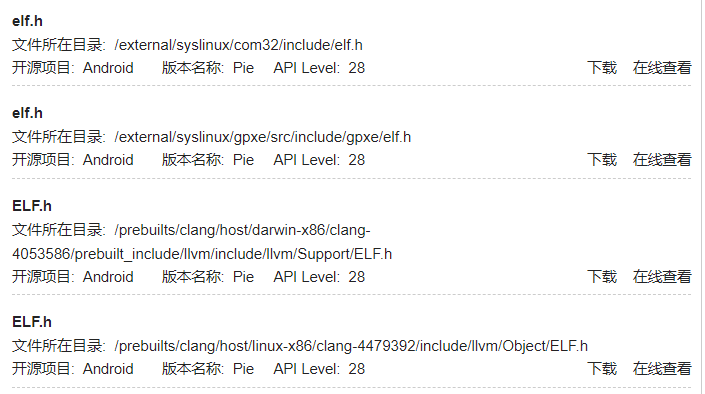 elf.h
文件所在目录: /external/syslinux/com32/include/elf.h
开源项目: Android 版本名称: Pie API Level: 28 下载 在线查看
elf.h
文件所在目录: /external/syslinux/gpxe/src/include/gpxe/elf.h
开源项目: Android 版本名称: Pie API Level: 28 下载 在线查看
ELF.h
文件所在目录: /prebuilts/clang/host/darwin-x86/clang-
4053586/prebuilt_include/llvm/include/llvm/Support/ELF.h
开源项目: Android 版本名称: Pie API Level: 28 下载 在线查看
ELF.h
文件所在目录: /prebuilts/clang/host/linux-x86/clang-4479392/include/llvm/Object/ELF.h
开源项目: Android 版本名称: Pie API Level: 28 下载 在线查看